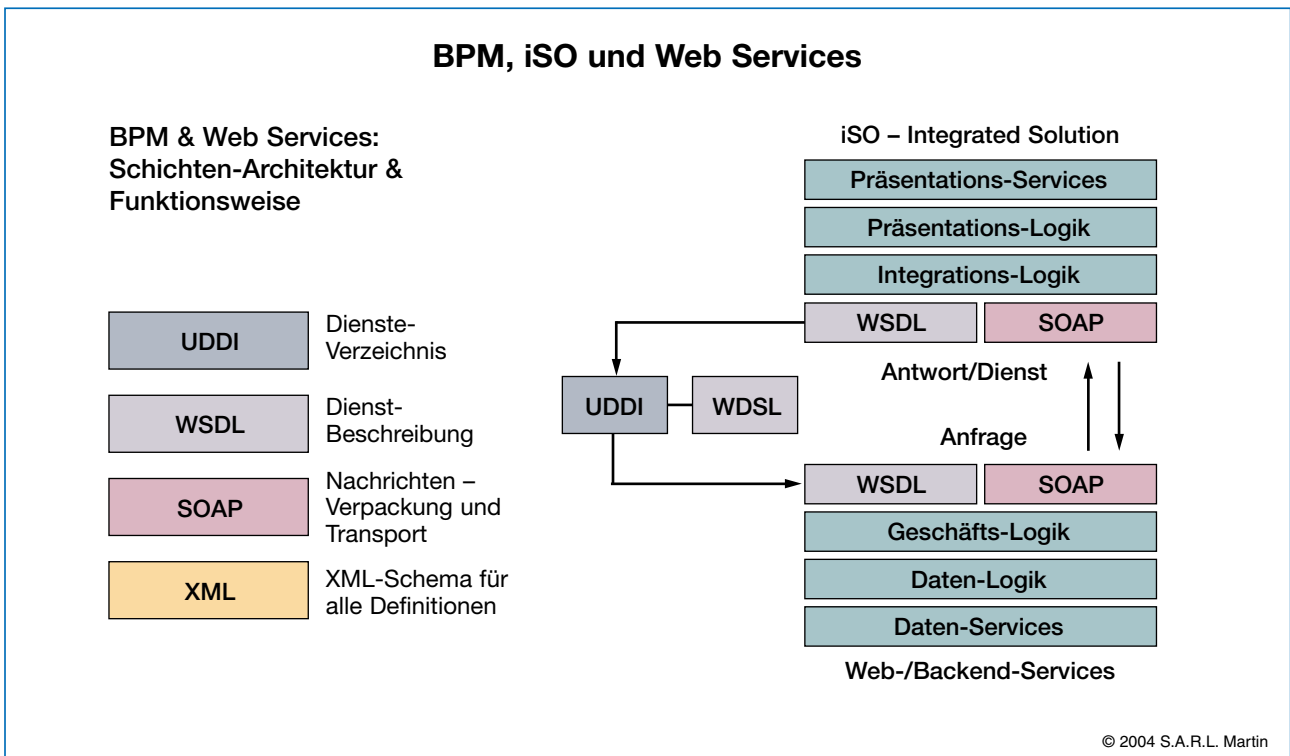 BPM, iSO und Web Services
BPM & Web Services:
Schichten-Architektur &
Funktionsweise
UDDI
Dienste-
Verzeichnis
WSDL
Dienst-
Beschreibung
SOAP
Nachrichten –
Verpackung und
Transport
XML
XML-Schema für
alle Definitionen
iSO – Integrated Solution
Präsentations-Services
Präsentations-Logik
Integrations-Logik
WSDL
SOAP
Antwort/Dienst
UDDI
WDSL
Anfrage
WSDL
SOAP
Geschäfts-Logik
Daten-Logik
Daten-Services
Web-/Backend-Services
© 2004 S.A.R.L. Martin